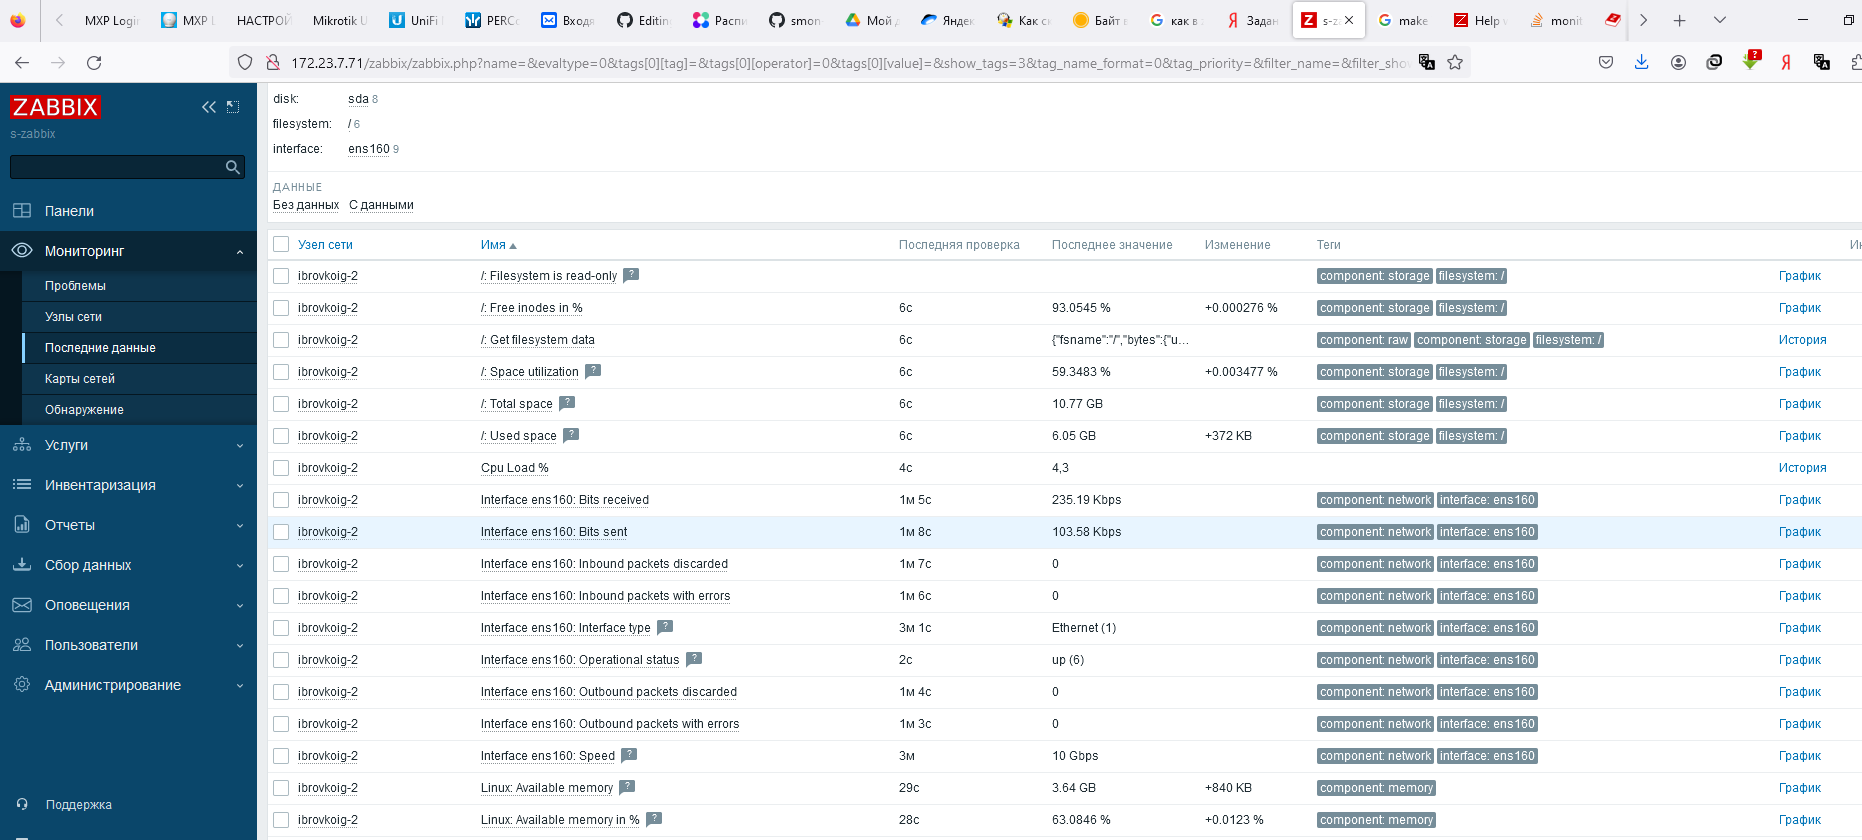 MXP Login
MXP L
НАСТРОЙ
Mikrotik U
UniFi
PERCo
Входя
Editin
Распи
smon
Мой д
Яндек
Как с
Байт в
как в
Задан
s-za
make
Help
monit
172.23.7.71/zabbix/zabbix.php?name=&evaltype=0&tags[0][tag]=&tags[0][operator]=0&tags[0][value]=&show_tags=3&tag_name_format=0&tag_priority=&filter_name=&filter_show
ZABBIX
s-zabbix
Панели
Мониторинг
Проблемы
Узлы сети
Последние данные
Карты сетей
Обнаружение
Услуги
Инвентаризация
Отчеты
Сбор данных
Оповещения
Пользователи
Администрирование
Поддержка
disk: sda 8
filesystem: / 6
interface: ens160 9
ДАННЫЕ
Без данных С данными
Узел сети Имя Последняя проверка Последнее значение Изменение Теги Ин
ibrovkoig-2 /: Filesystem is read-only ? component: storage filesystem: / График
ibrovkoig-2 /: Free inodes in % 6с 93.0545 % +0.000276 % component: storage filesystem: / График
ibrovkoig-2 /: Get filesystem data 6с {"fsname":"/","bytes":{"u... component: raw component: storage filesystem: / История
ibrovkoig-2 /: Space utilization ? 6с 59.3483 % +0.003477 % component: storage filesystem: / График
ibrovkoig-2 /: Total space ? 6с 10.77 GB component: storage filesystem: / График
ibrovkoig-2 /: Used space ? 6с 6.05 GB +372 KB component: storage filesystem: / График
ibrovkoig-2 Cpu Load % 4с 4,3 История
ibrovkoig-2 Interface ens160: Bits received 1м 5с 235.19 Kbps component: network interface: ens160 График
ibrovkoig-2 Interface ens160: Bits sent 1м 8с 103.58 Kbps component: network interface: ens160 График
ibrovkoig-2 Interface ens160: Inbound packets discarded 1м 7с 0 component: network interface: ens160 График
ibrovkoig-2 Interface ens160: Inbound packets with errors 1м 6с 0 component: network interface: ens160 График
ibrovkoig-2 Interface ens160: Interface type ? 3м 1с Ethernet (1) component: network interface: ens160 График
ibrovkoig-2 Interface ens160: Operational status ? 2с up (6) component: network interface: ens160 График
ibrovkoig-2 Interface ens160: Outbound packets discarded 1м 4с 0 component: network interface: ens160 График
ibrovkoig-2 Interface ens160: Outbound packets with errors 1м 3с 0 component: network interface: ens160 График
ibrovkoig-2 Interface ens160: Speed ? 3м 10 Gbps component: network interface: ens160 График
ibrovkoig-2 Linux: Available memory ? 29с 3.64 GB +840 KB component: memory График
ibrovkoig-2 Linux: Available memory in % ? 28с 63.0846 % +0.0123 % component: memory График